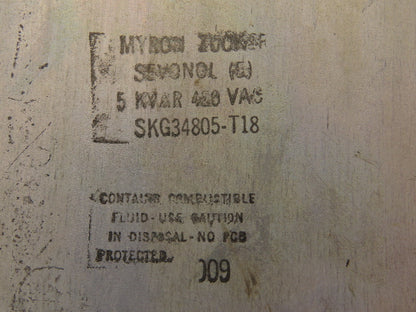 MYRON ZUCKER
SEVONOL (E)
5 KVAR 480 VAC
SKG34805-T18
CONTAINS COMBUSTIBLE
FLUID-USE CAUTION
IN DISPOSAL-NO PCB
PROTECTED.
009